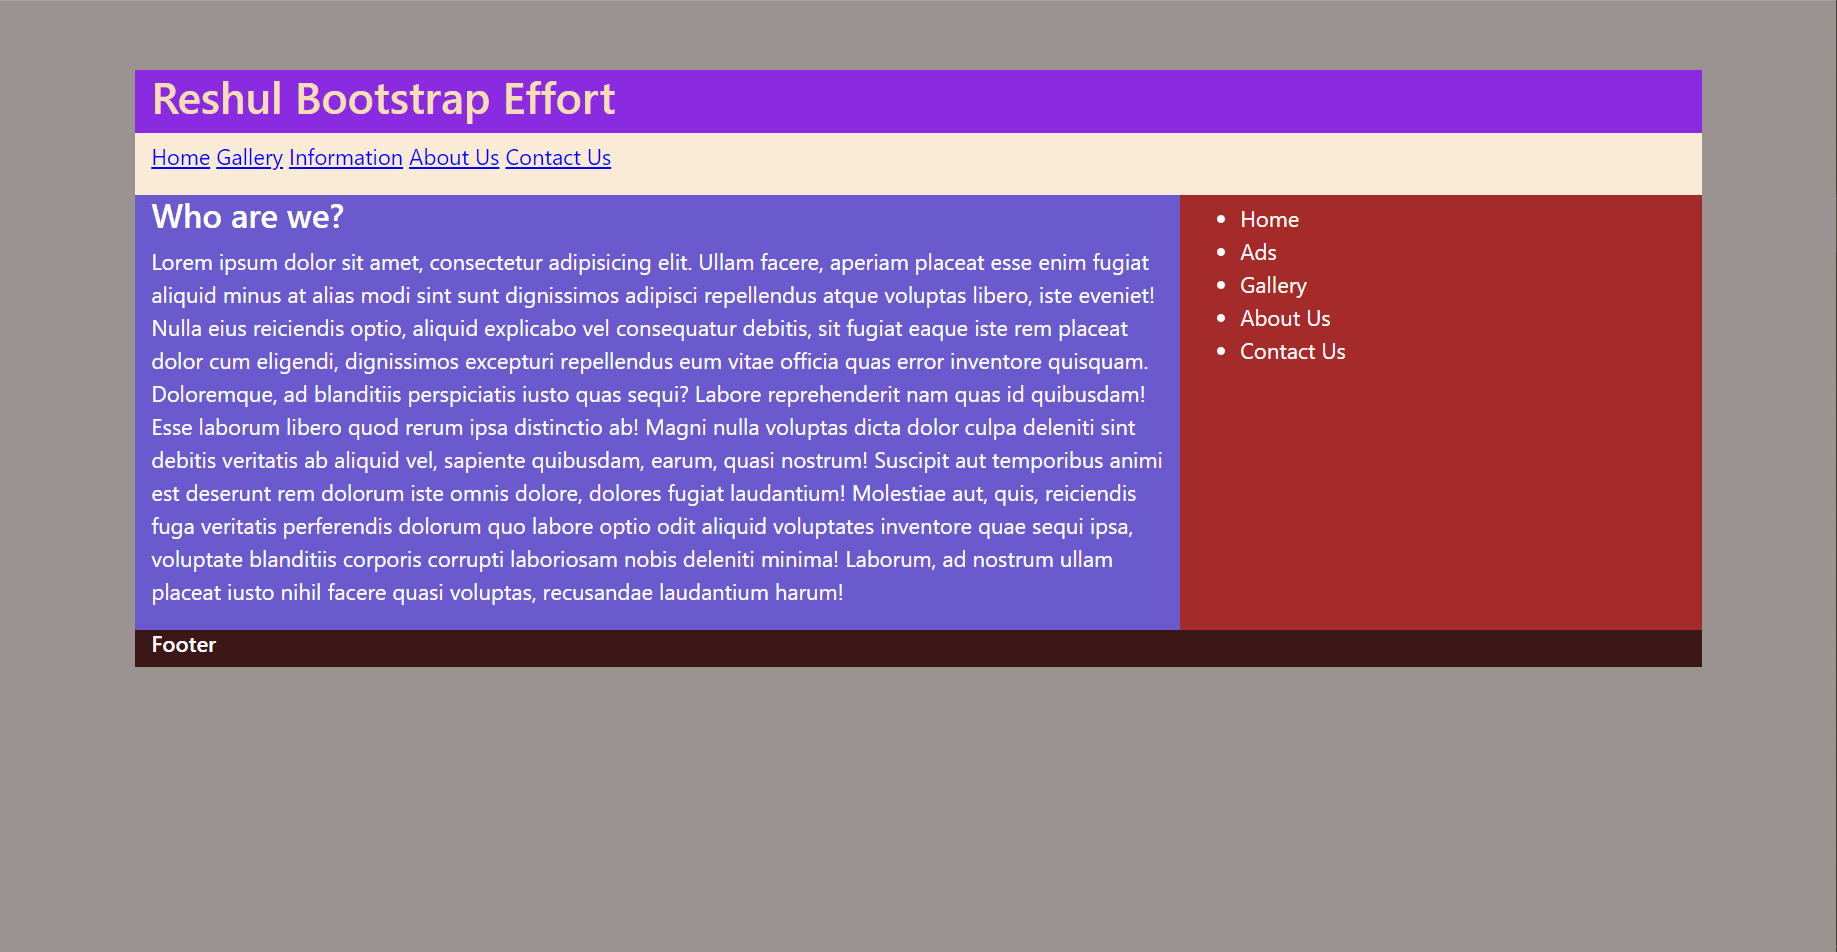 Reshul Bootstrap Effort
Home Gallery Information About Us Contact Us
Who are we?
Lorem ipsum dolor sit amet, consectetur adipisicing elit. Ullam facere, aperiam placeat esse enim fugiat
aliquid minus at alias modi sint sunt dignissimos adipisci repellendus atque voluptas libero, iste eveniet!
Nulla eius reiciendis optio, aliquid explicabo vel consequatur debitis, sit fugiat eaque iste rem placeat
dolor cum eligendi, dignissimos excepturi repellendus eum vitae officia quas error inventore quisquam.
Doloremque, ad blanditiis perspiciatis iusto quas sequi? Labore reprehenderit nam quas id quibusdam!
Esse laborum libero quod rerum ipsa distinctio ab! Magni nulla voluptas dicta dolor culpa deleniti sint
debitis veritatis ab aliquid vel, sapiente quibusdam, earum, quasi nostrum! Suscipit aut temporibus animi
est deserunt rem dolorum iste omnis dolore, dolores fugiat laudantium! Molestiae aut, quis, reiciendis
fuga veritatis perferendis dolorum quo labore optio odit aliquid voluptates inventore quae sequi ipsa,
voluptate blanditiis corporis corrupti laboriosam nobis deleniti minima! Laborum, ad nostrum ullam
placeat iusto nihil facere quasi voluptas, recusandae laudantium harum!
Home
Ads
Gallery
About Us
Contact Us
Footer